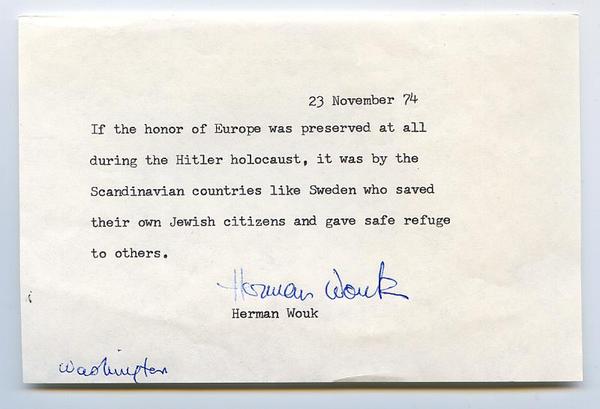 23 November 74
If the honor of Europe was preserved at all
during the Hitler holocaust, it was by the
Scandinavian countries like Sweden who saved
their own Jewish citizens and gave safe refuge
to others.
Herman Wouk
Herman Wouk
Washington